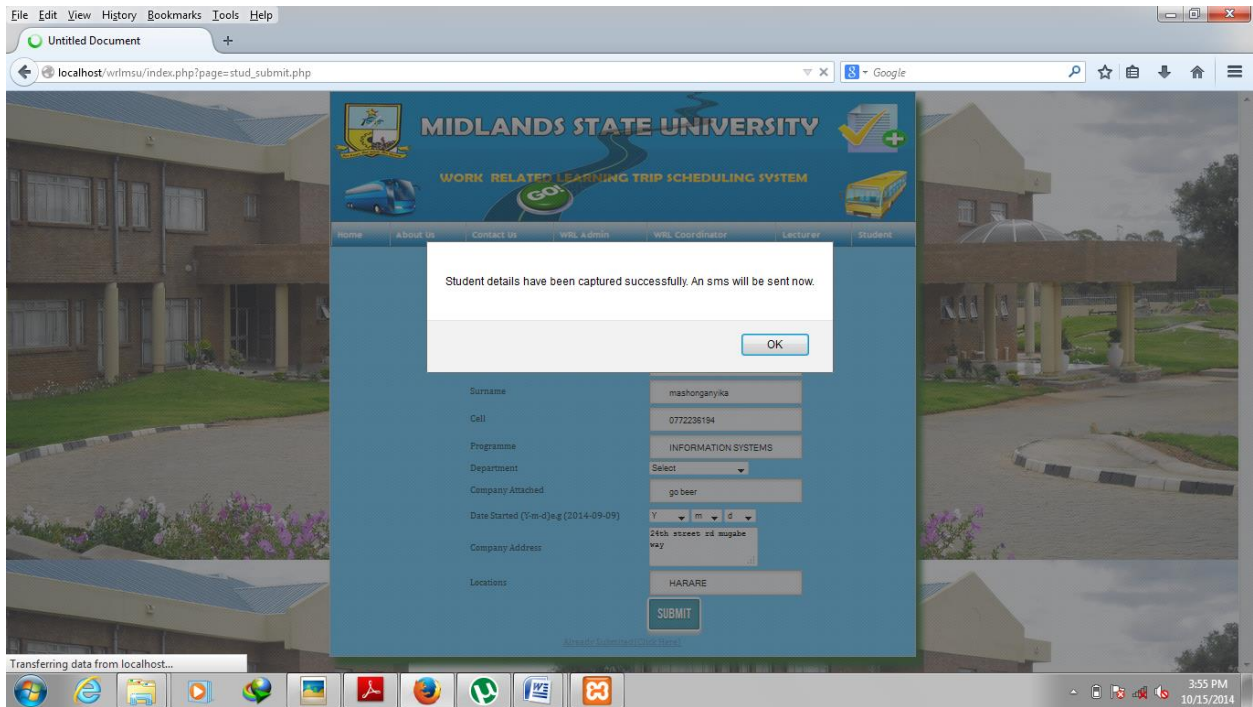 File Edit View History Bookmarks Tools Help
Untitled Document +
localhost/wrlmsu/index.php?page=stud_submit.php
8 Google
MIDLANDS STATE UNIVERSITY
WORK RELATED LEARNING TRIP SCHEDULING SYSTEM
GO!
Home About Us Contact Us WRL Admin WRL Coordinator Lecturer Student
Student details have been captured successfully. An sms will be sent now.
OK
Surname mashonganyika
Cell 0772236194
Programme INFORMATION SYSTEMS
Department Select
Company Attached go beer
Date Started (Y-m-d)e.g (2014-09-09) Y m d
Company Address 24th street rd mugabe
way
Locations HARARE
SUBMIT
Transferring data from localhost...
3:55 PM
10/15/2014